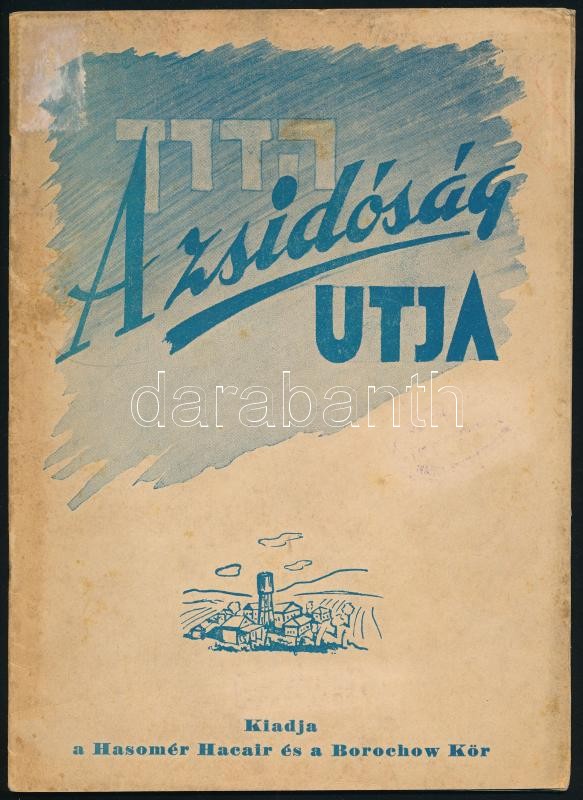 הדרך
A zsidóság
UTJA
darabanth
Kiadja
a Hasomér Hacair és a Borochow Kör